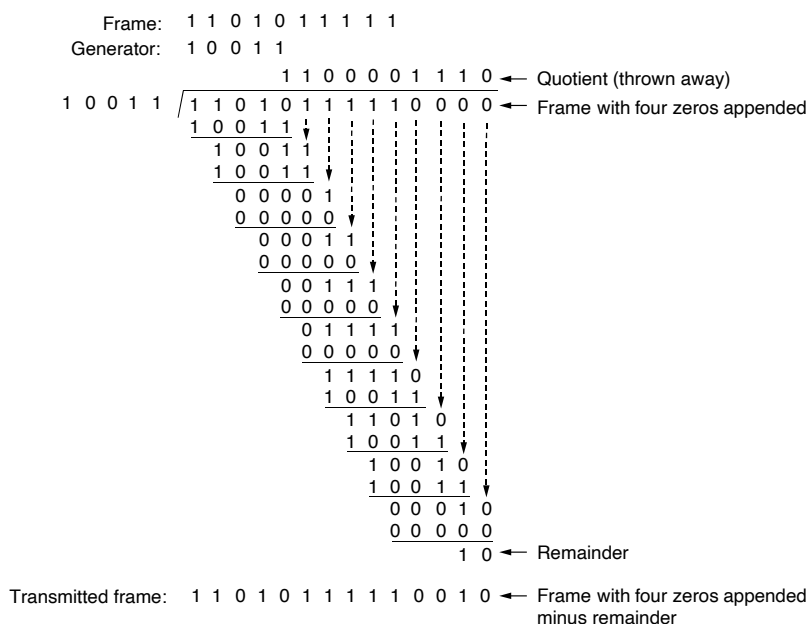 Frame: 1 1 0 1 0 1 1 1 1 1
Generator: 1 0 0 1 1
1 1 0 0 0 0 1 1 1 0 Quotient (thrown away)
1 0 0 1 1 1 1 0 1 0 1 1 1 1 1 0 0 0 0 Frame with four zeros appended
1 0 0 1 1
1 0 0 1 1
1 0 0 1 1
0 0 0 0 1
0 0 0 0 0
0 0 0 1 1
0 0 0 0 0
0 0 1 1 1
0 0 0 0 0
0 1 1 1 1
0 0 0 0 0
1 1 1 1 0
1 0 0 1 1
1 1 0 1 0
1 0 0 1 1
1 0 0 1 0
1 0 0 1 1
0 0 0 1 0
0 0 0 0 0
1 0 Remainder
Transmitted frame: 1 1 0 1 0 1 1 1 1 1 0 0 1 0 Frame with four zeros appended
minus remainder